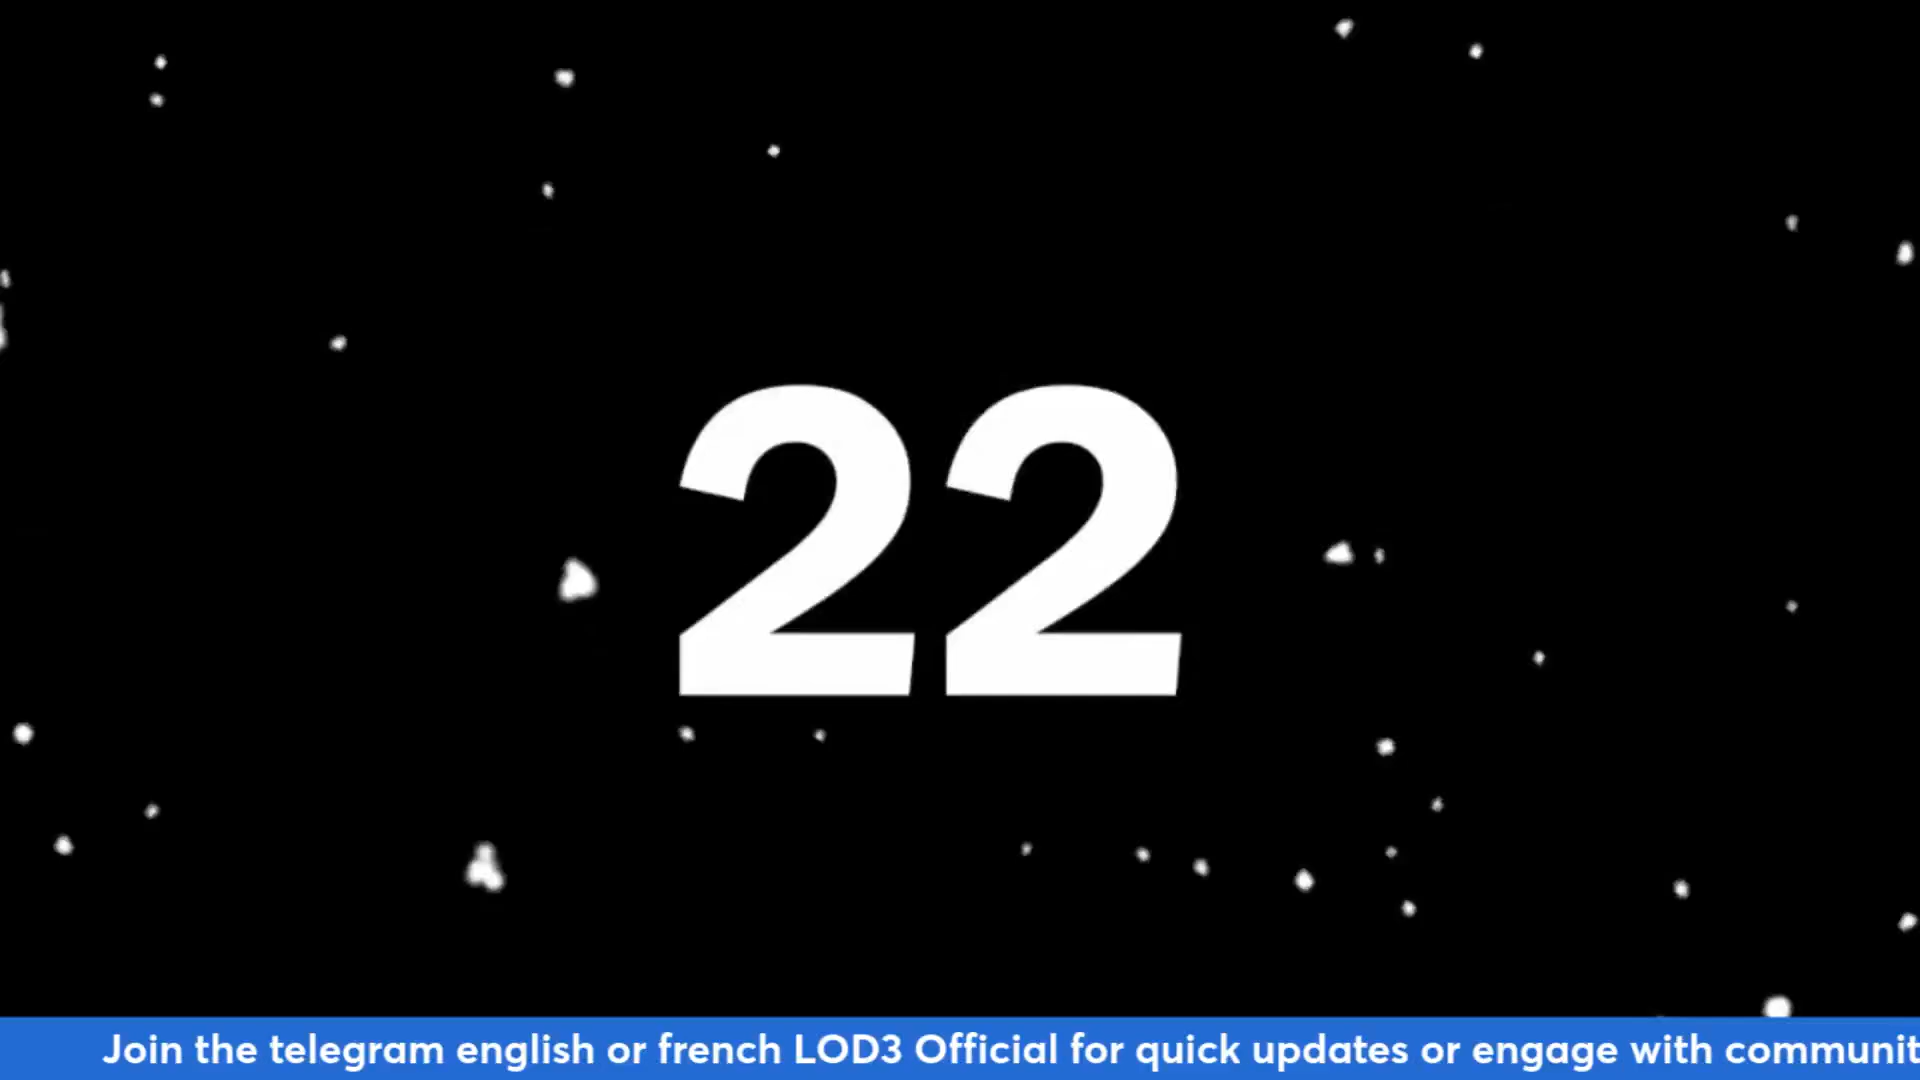 22
Join the telegram english or french LOD3 Official for quick updates or engage with communit